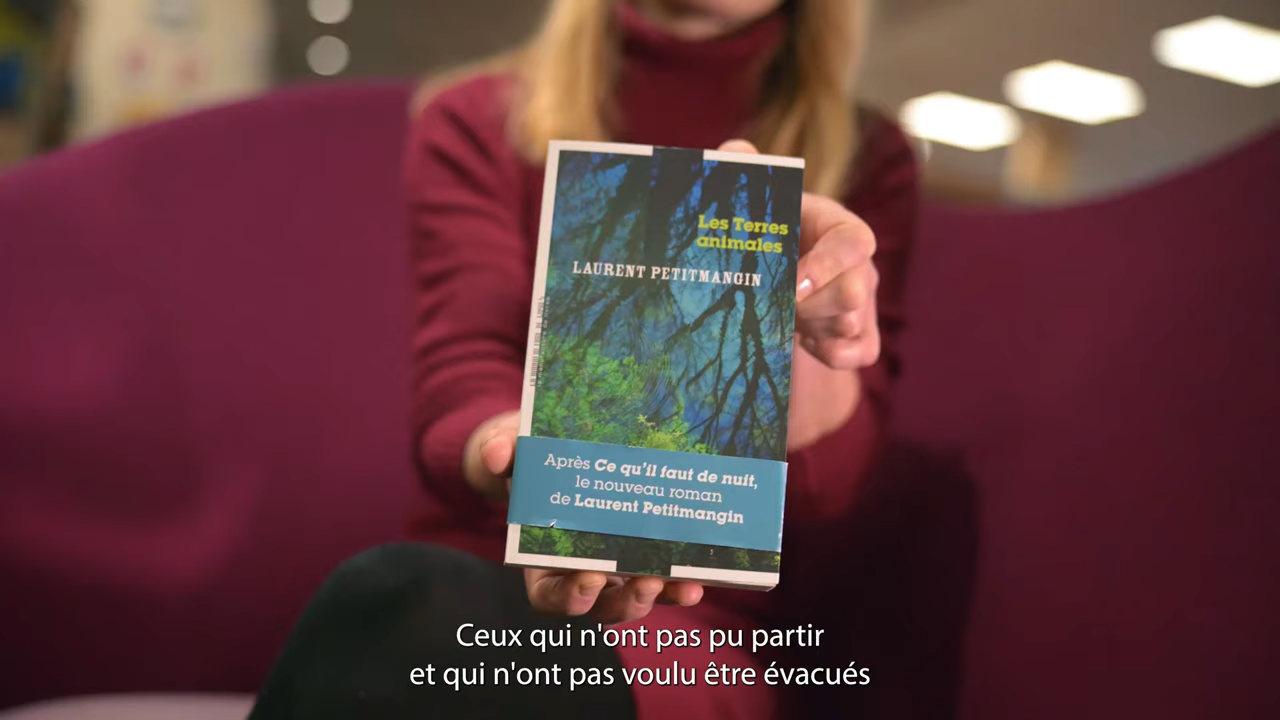 Les Terres
animales
LAURENT PETITMANGIN
Après Ce qu'il faut de nuit,
le nouveau roman
de Laurent Petitmangin
Ceux qui n'ont pas pu partir
et qui n'ont pas voulu être évacués